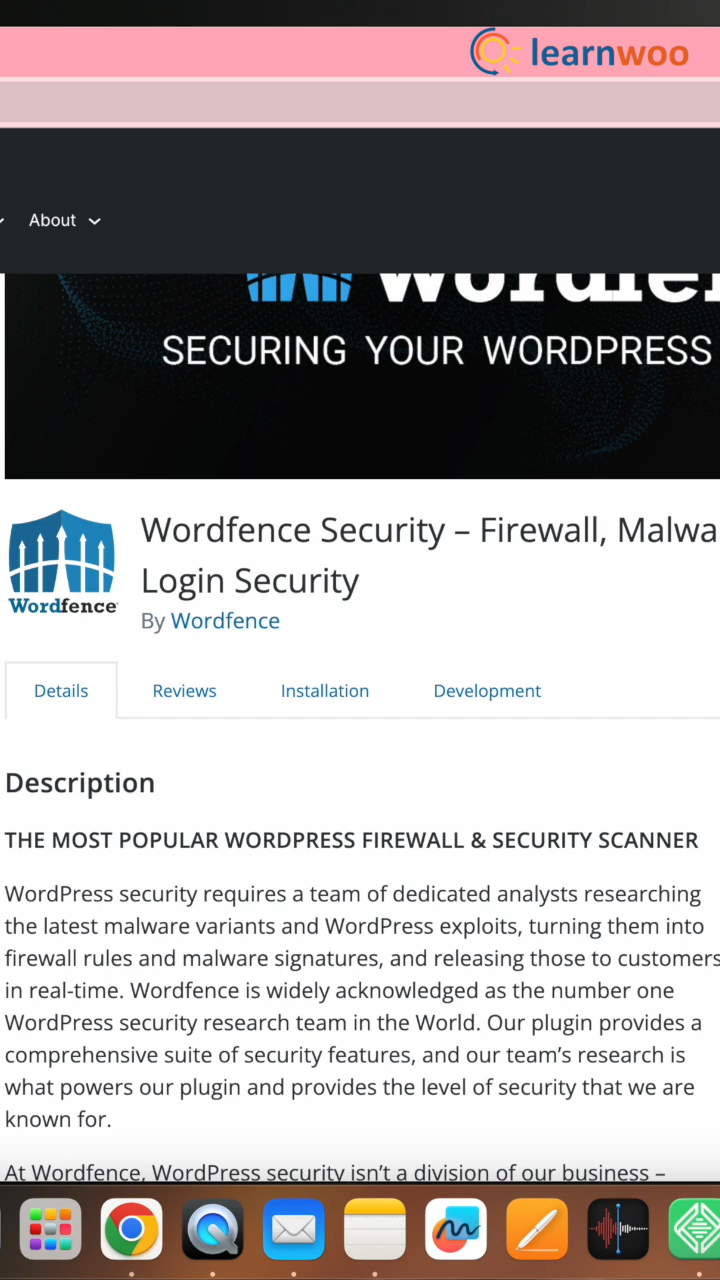 learnwoo
About
SECURING YOUR WORDPRESS
Wordfence Security – Firewall, Malwa
Login Security
Wordfence
By Wordfence
Details Reviews Installation Development
Description
THE MOST POPULAR WORDPRESS FIREWALL & SECURITY SCANNER
WordPress security requires a team of dedicated analysts researching
the latest malware variants and WordPress exploits, turning them into
firewall rules and malware signatures, and releasing those to customers
in real-time. Wordfence is widely acknowledged as the number one
WordPress security research team in the World. Our plugin provides a
comprehensive suite of security features, and our team's research is
what powers our plugin and provides the level of security that we are
known for.
At Wordfence, WordPress security isn't a division of our business –